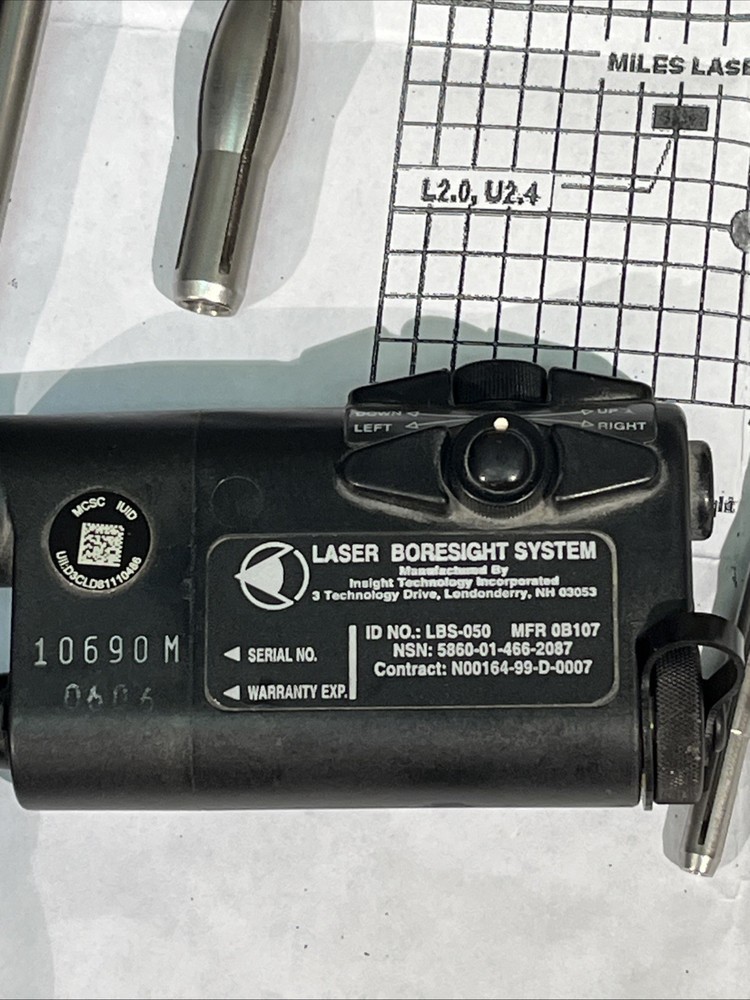 MILES LASE
L2.0, U2.4
DOWN UP
LEFT RIGHT
MCSC IUID
UII:D3CLD81110486
LASER BORESIGHT SYSTEM
Manufactured By
Insight Technology Incorporated
3 Technology Drive, Londonderry, NH 03053
ID NO.: LBS-050 MFR 0B107
NSN: 5860-01-466-2087
Contract: N00164-99-D-0007
SERIAL NO.
WARRANTY EXP.
10690 M